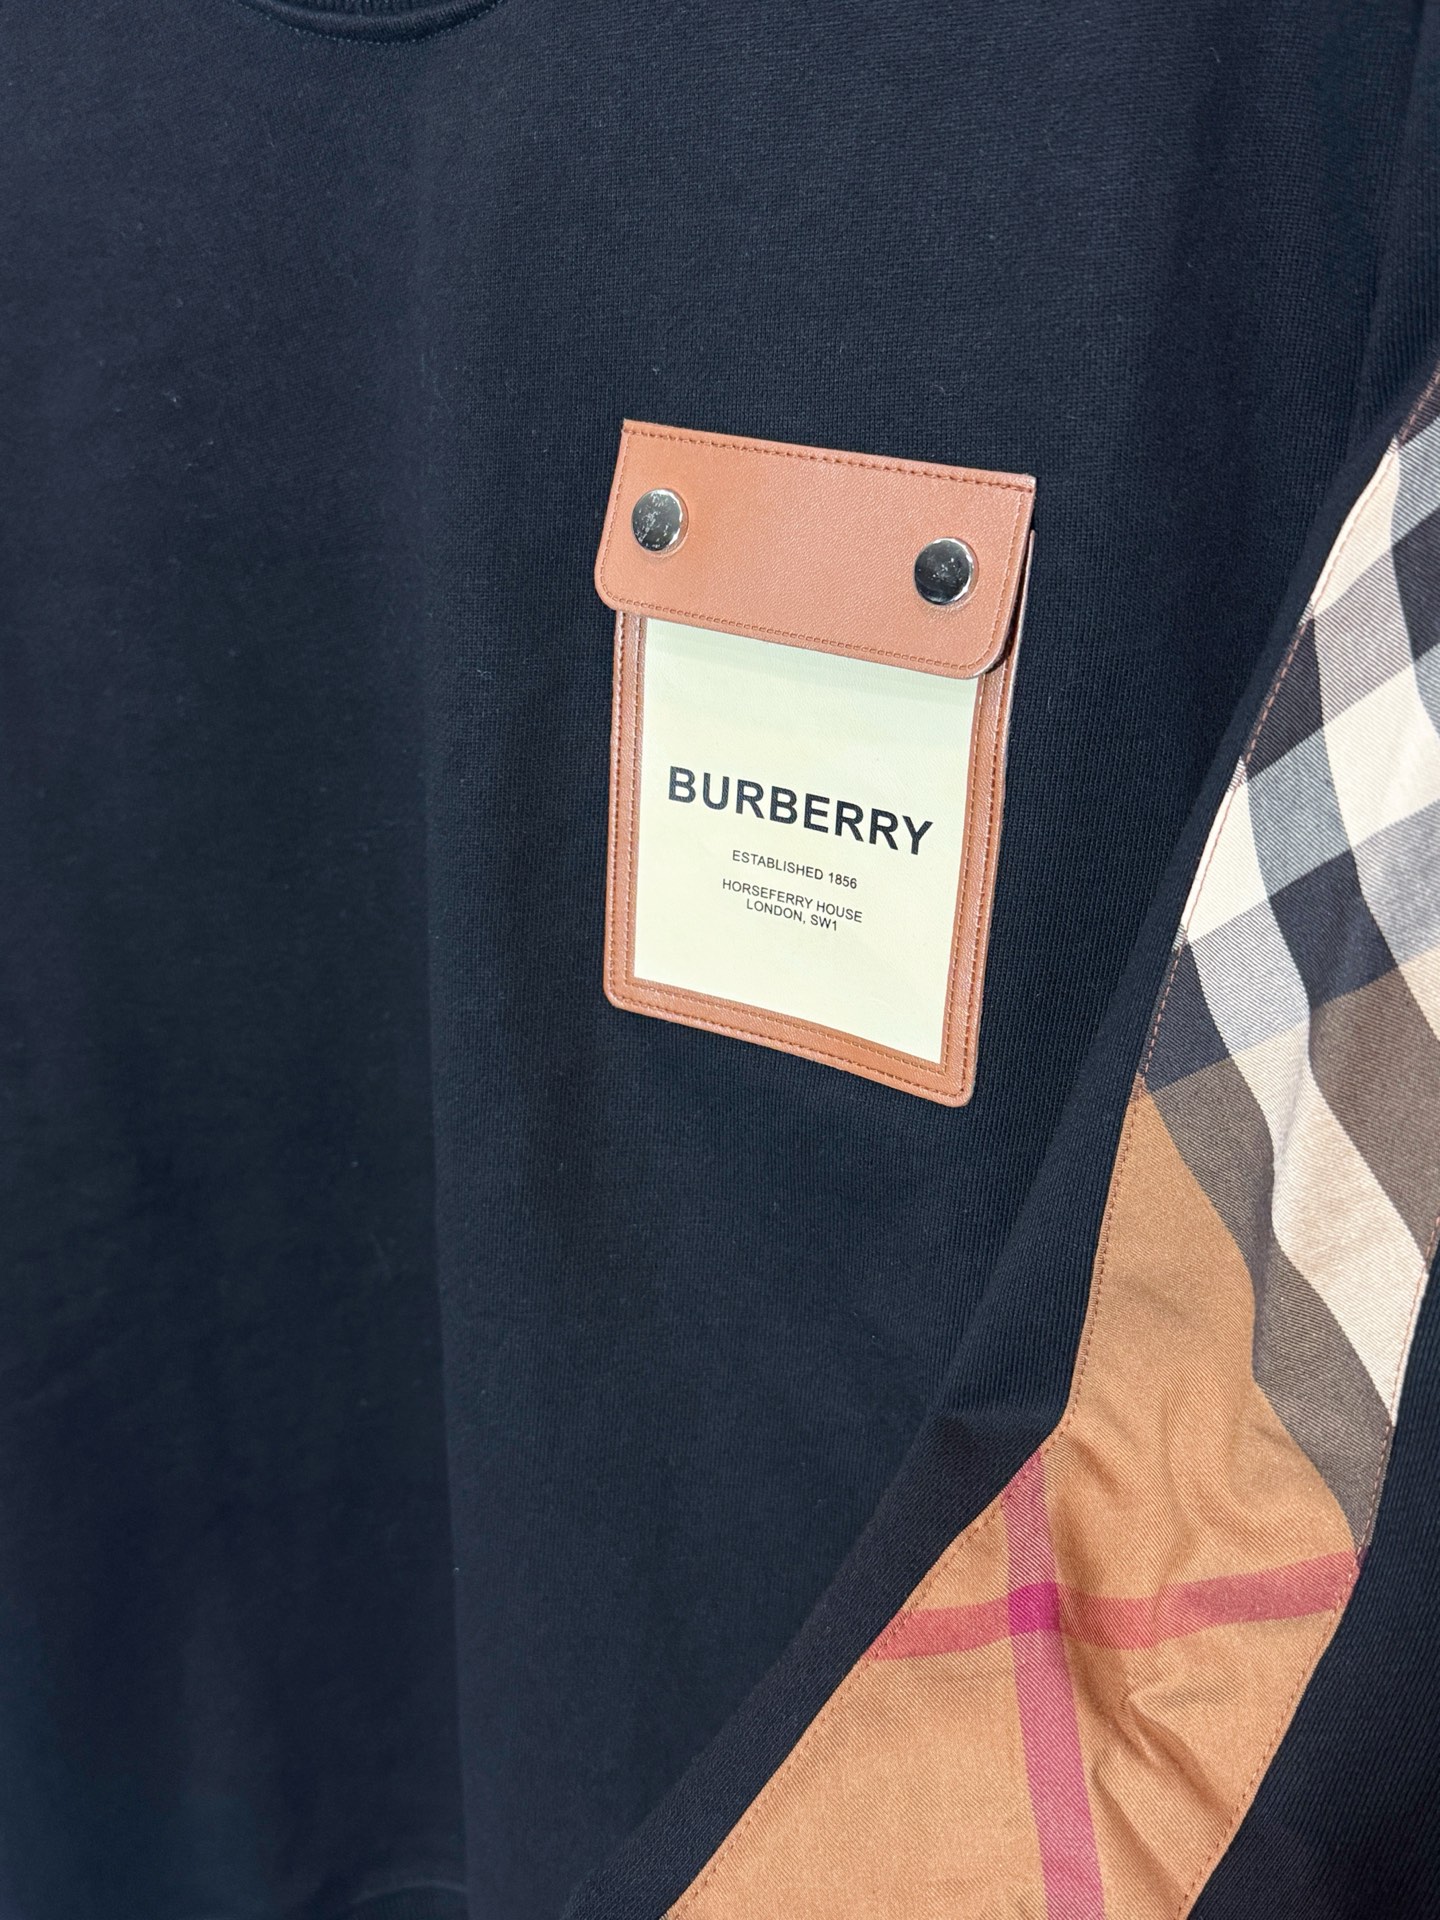 BURBERRY
ESTABLISHED 1856
HORSEFERRY HOUSE
LONDON, SW1